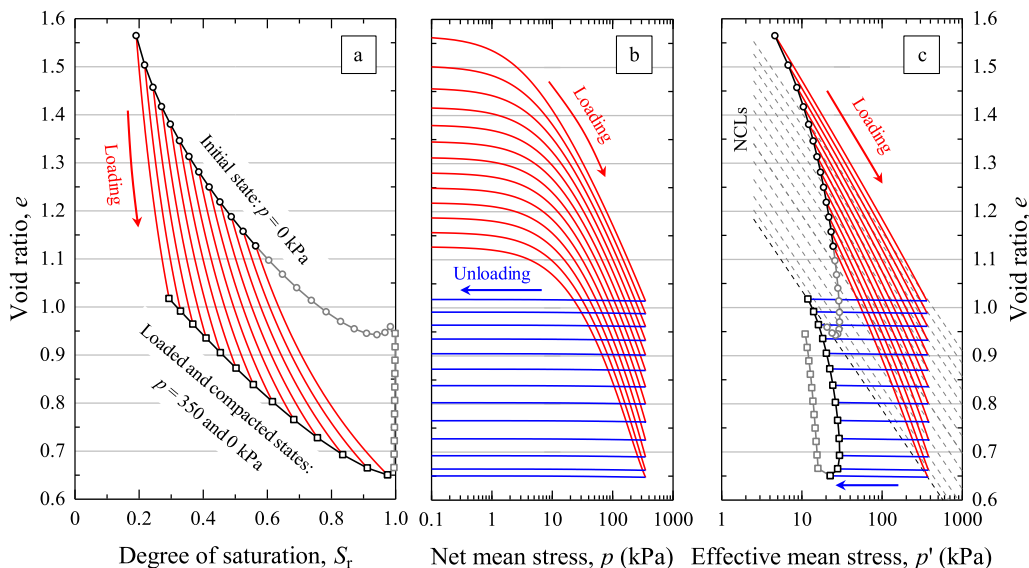 1.6
1.5
1.4
1.3
1.2
1.1
1.0
0.9
0.8
0.7
0.6
Void ratio, e
a
Loading
Initial state: p = 0 kPa
Loaded and compacted states:
p = 350 and 0 kPa
0 0.2 0.4 0.6 0.8 1.0
Degree of saturation, Sr
b
Loading
Unloading
0.1 1 10 100 1000
Net mean stress, p (kPa)
c
NCLs
Loading
1 10 100 1000
Effective mean stress, p' (kPa)
1.6
1.5
1.4
1.3
1.2
1.1
1.0
0.9
0.8
0.7
0.6
Void ratio, e